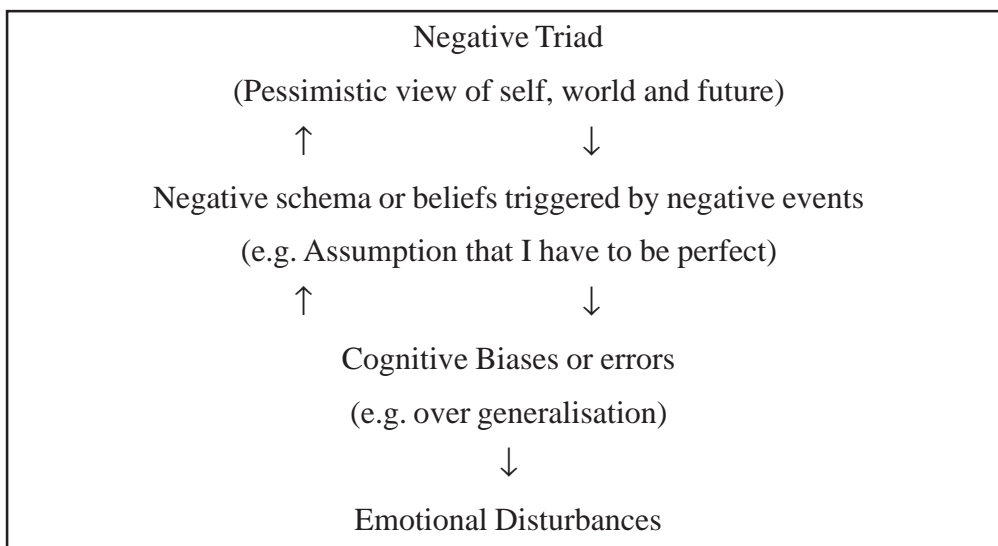 Negative Triad
(Pessimistic view of self, world and future)
↑ ↓
Negative schema or beliefs triggered by negative events
(e.g. Assumption that I have to be perfect)
↑ ↓
Cognitive Biases or errors
(e.g. over generalisation)
↓
Emotional Disturbances